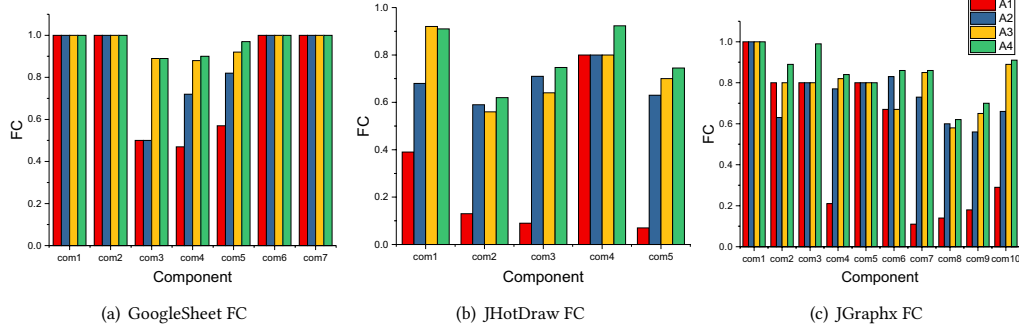 A1
A2
A3
A4
1.0
0.8
0.6
0.4
0.2
0.0
FC
com1 com2 com3 com4 com5 com6 com7
Component
(a) GoogleSheet FC
1.0
0.8
0.6
0.4
0.2
0.0
FC
com1 com2 com3 com4 com5
Component
(b) JHotDraw FC
1.0
0.8
0.6
0.4
0.2
0.0
FC
com1 com2 com3 com4 com5 com6 com7 com8 com9 com10
Component
(c) JGraphx FC